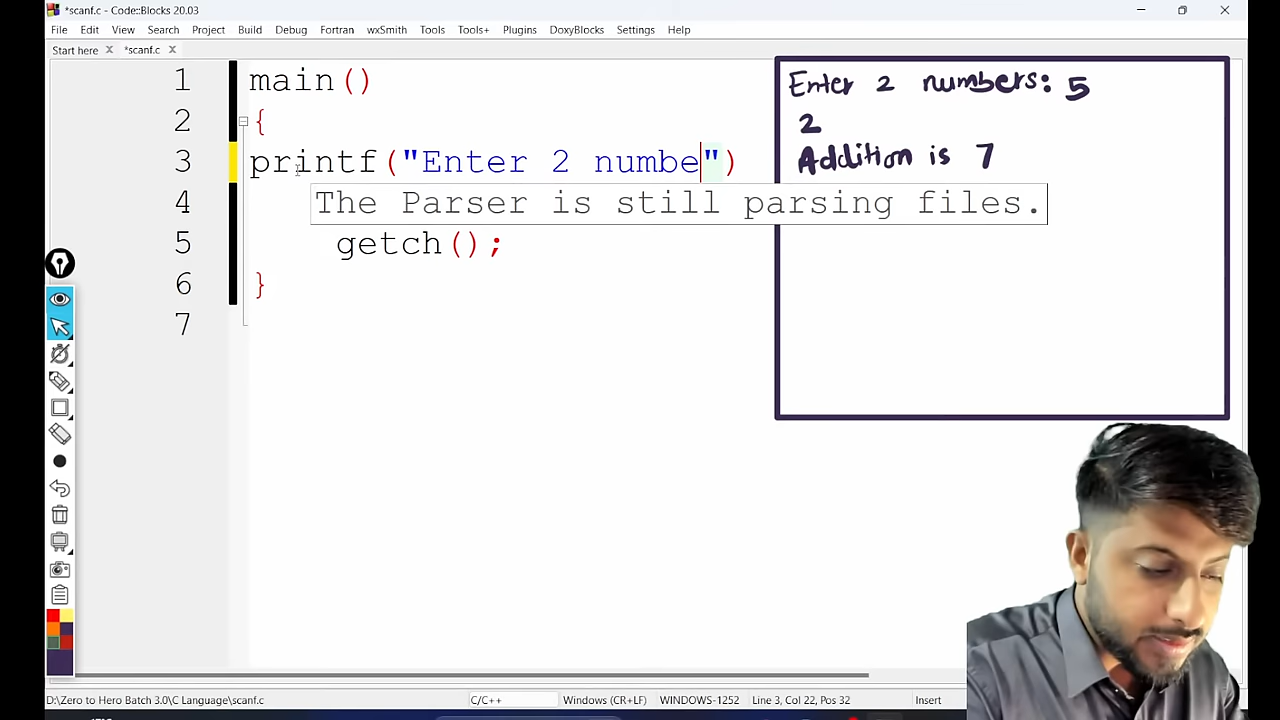 *scanf.c - Code::Blocks 20.03
File Edit View Search Project Build Debug Fortran wxSmith Tools Tools+ Plugins DoxyBlocks Settings Help
Start here *scanf.c
1 main()
2 {
3 printf("Enter 2 numbe")
4 The Parser is still parsing files.
5 getch();
6 }
7
Enter 2 numbers: 5
2
Addition is 7
D:\Zero to Hero Batch 3.0\C Language\scanf.c C/C++ Windows (CR+LF) WINDOWS-1252 Line 3, Col 22, Pos 32 Insert